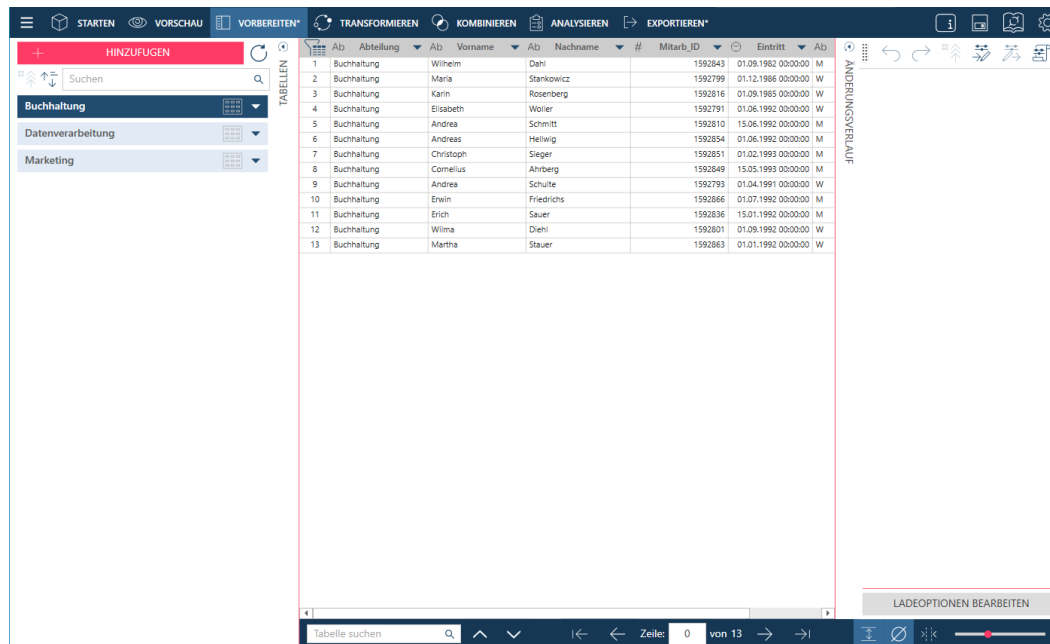 STARTEN VORSCHAU VORBEREITEN* TRANSFORMIEREN KOMBINIEREN ANALYSIEREN EXPORTIEREN*
HINZUFÜGEN
Suchen
Buchhaltung
Datenverarbeitung
Marketing
TABELLEN
Ab Abteilung Ab Vorname Ab Nachname # Mitarb_ID Eintritt Ab
1 Buchhaltung Wilhelm Dahl 1592843 01.09.1982 00:00:00 M
2 Buchhaltung Maria Stankowicz 1592799 01.12.1986 00:00:00 W
3 Buchhaltung Karin Rosenberg 1592816 01.09.1985 00:00:00 W
4 Buchhaltung Elisabeth Woller 1592791 01.06.1992 00:00:00 W
5 Buchhaltung Andrea Schmitt 1592810 15.06.1992 00:00:00 M
6 Buchhaltung Andreas Hellwig 1592854 01.06.1992 00:00:00 M
7 Buchhaltung Christoph Sieger 1592851 01.02.1993 00:00:00 M
8 Buchhaltung Cornelius Ahrberg 1592849 15.05.1993 00:00:00 M
9 Buchhaltung Andrea Schulte 1592793 01.04.1991 00:00:00 W
10 Buchhaltung Erwin Friedrichs 1592866 01.07.1992 00:00:00 M
11 Buchhaltung Erich Sauer 1592836 15.01.1992 00:00:00 M
12 Buchhaltung Wilma Diehl 1592801 01.09.1992 00:00:00 W
13 Buchhaltung Martha Stauer 1592863 01.01.1992 00:00:00 W
ÄNDERUNGSVERLAUF
LADEOPTIONEN BEARBEITEN
Tabelle suchen Zeile: 0 von 13